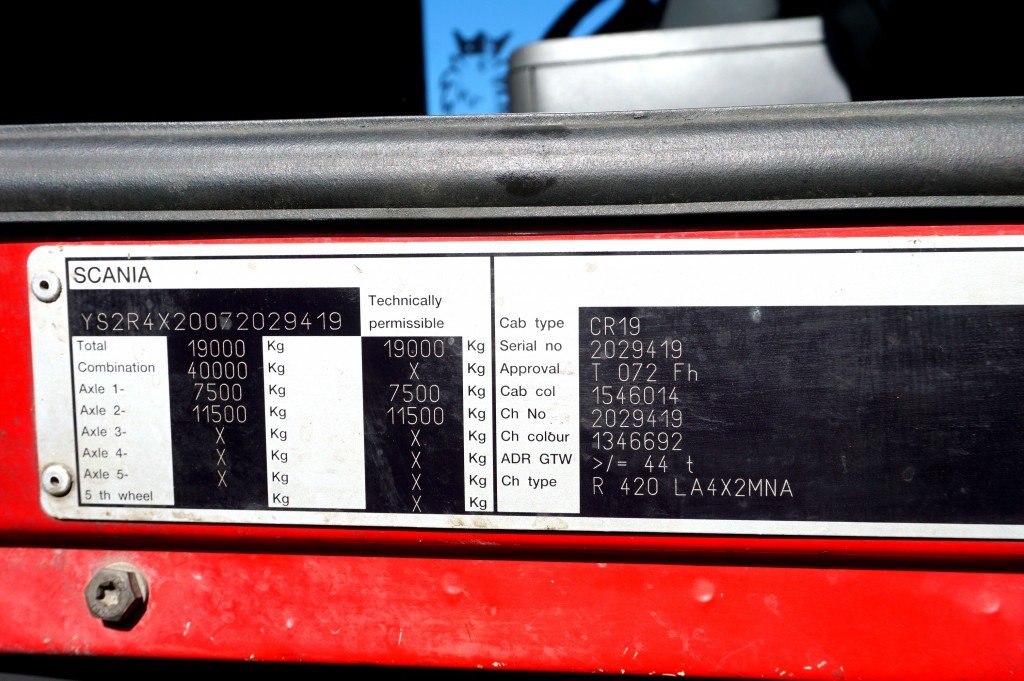 SCANIA
YS2R4X20072029419
Technically
permissible
Total 19000 Kg 19000 Kg
Combination 40000 Kg X Kg
Axle 1- 7500 Kg 7500 Kg
Axle 2- 11500 Kg 11500 Kg
Axle 3- X Kg X Kg
Axle 4- X Kg X Kg
Axle 5- X Kg X Kg
5 th wheel Kg X Kg
Cab type CR19
Serial no 2029419
Approval T 072 Fh
Cab col 1546014
Ch No 2029419
Ch colour 1346692
ADR GTW >/= 44 t
Ch type R 420 LA4X2MNA